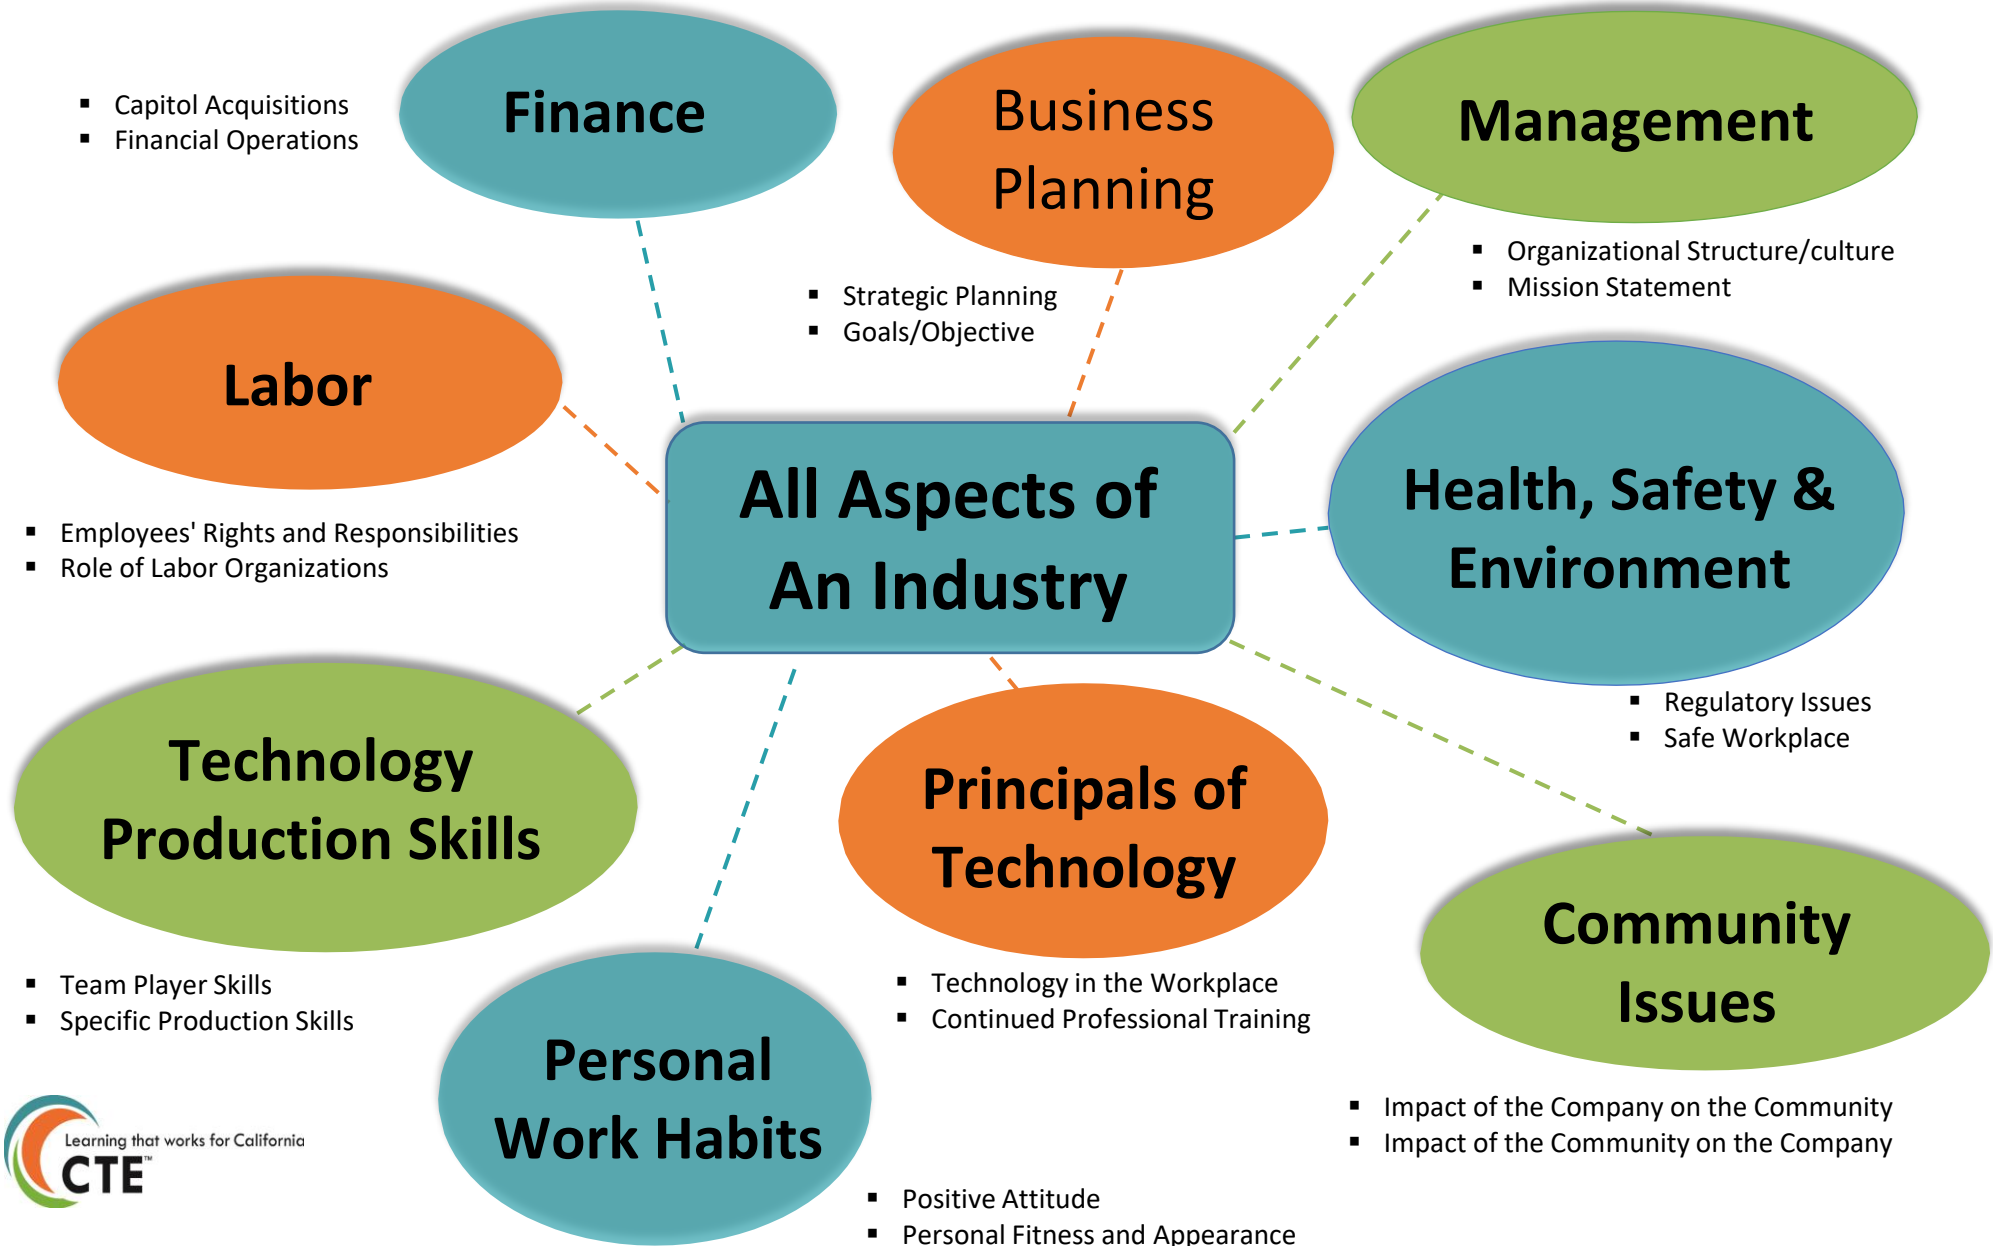 Finance
▪ Capitol Acquisitions
▪ Financial Operations
Business
Planning
▪ Strategic Planning
▪ Goals/Objective
Management
▪ Organizational Structure/culture
▪ Mission Statement
Labor
▪ Employees' Rights and Responsibilities
▪ Role of Labor Organizations
All Aspects of
An Industry
Health, Safety &
Environment
▪ Regulatory Issues
▪ Safe Workplace
Technology
Production Skills
▪ Team Player Skills
▪ Specific Production Skills
Principals of
Technology
▪ Technology in the Workplace
▪ Continued Professional Training
Community
Issues
▪ Impact of the Company on the Community
▪ Impact of the Community on the Company
Personal
Work Habits
▪ Positive Attitude
▪ Personal Fitness and Appearance
Learning that works for California
CTE™